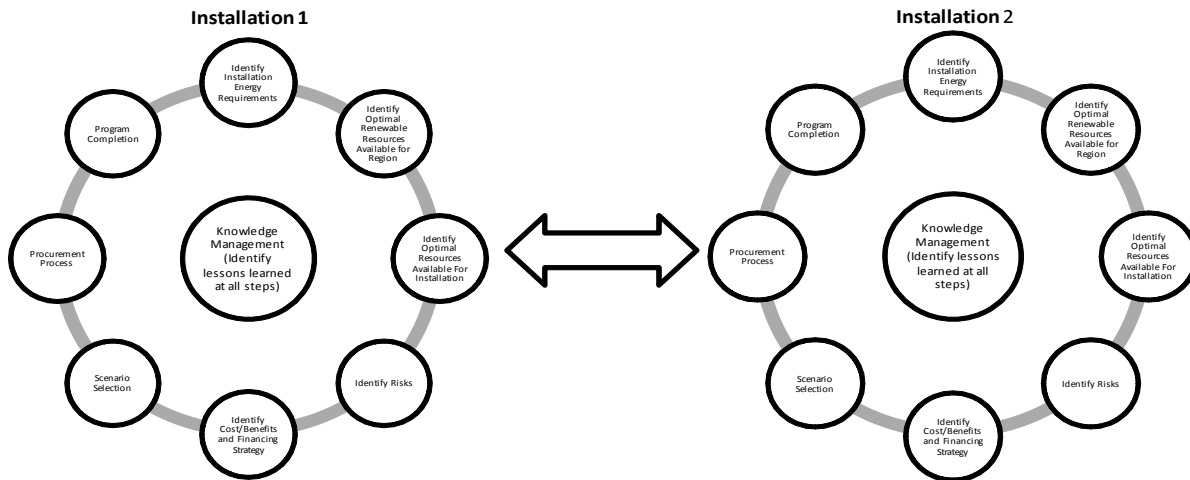 Installation 1
Identify
Installation
Energy
Requirements
Identify
Optimal
Renewable
Resources
Available for
Region
Identify
Optimal
Resources
Available For
Installation
Identify Risks
Identify
Cost/Benefits
and Financing
Strategy
Scenario
Selection
Procurement
Process
Program
Completion
Knowledge
Management
(Identify
lessons learned
at all steps)
Installation 2
Identify
Installation
Energy
Requirements
Identify
Optimal
Renewable
Resources
Available for
Region
Identify
Optimal
Resources
Available For
Installation
Identify Risks
Identify
Cost/Benefits
and Financing
Strategy
Scenario
Selection
Procurement
Process
Program
Completion
Knowledge
Management
(Identify lessons
learned at all
steps)